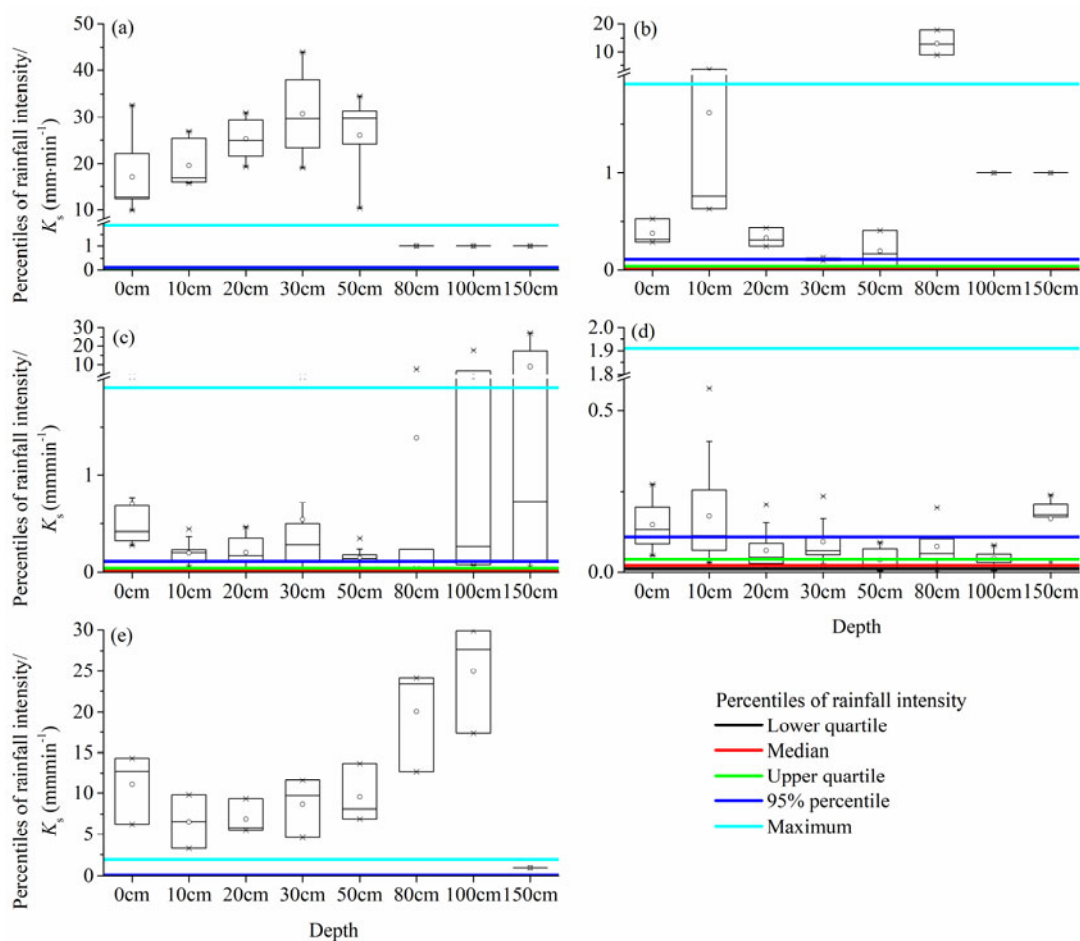 (a)
50
40
30
20
10
1
0
0cm 10cm 20cm 30cm 50cm 80cm 100cm 150cm
Percentiles of rainfall intensity/
Ks (mm·min-1)
(b)
20
10
1
0
0cm 10cm 20cm 30cm 50cm 80cm 100cm 150cm
(c)
30
20
10
1
0
0cm 10cm 20cm 30cm 50cm 80cm 100cm 150cm
Percentiles of rainfall intensity/
Ks (mmmin-1)
(d)
2.0
1.9
1.8
0.5
0.0
0cm 10cm 20cm 30cm 50cm 80cm 100cm 150cm
Depth
(e)
30
25
20
15
10
5
0
0cm 10cm 20cm 30cm 50cm 80cm 100cm 150cm
Depth
Percentiles of rainfall intensity/
Ks (mmmin-1)
Percentiles of rainfall intensity
Lower quartile
Median
Upper quartile
95% percentile
Maximum